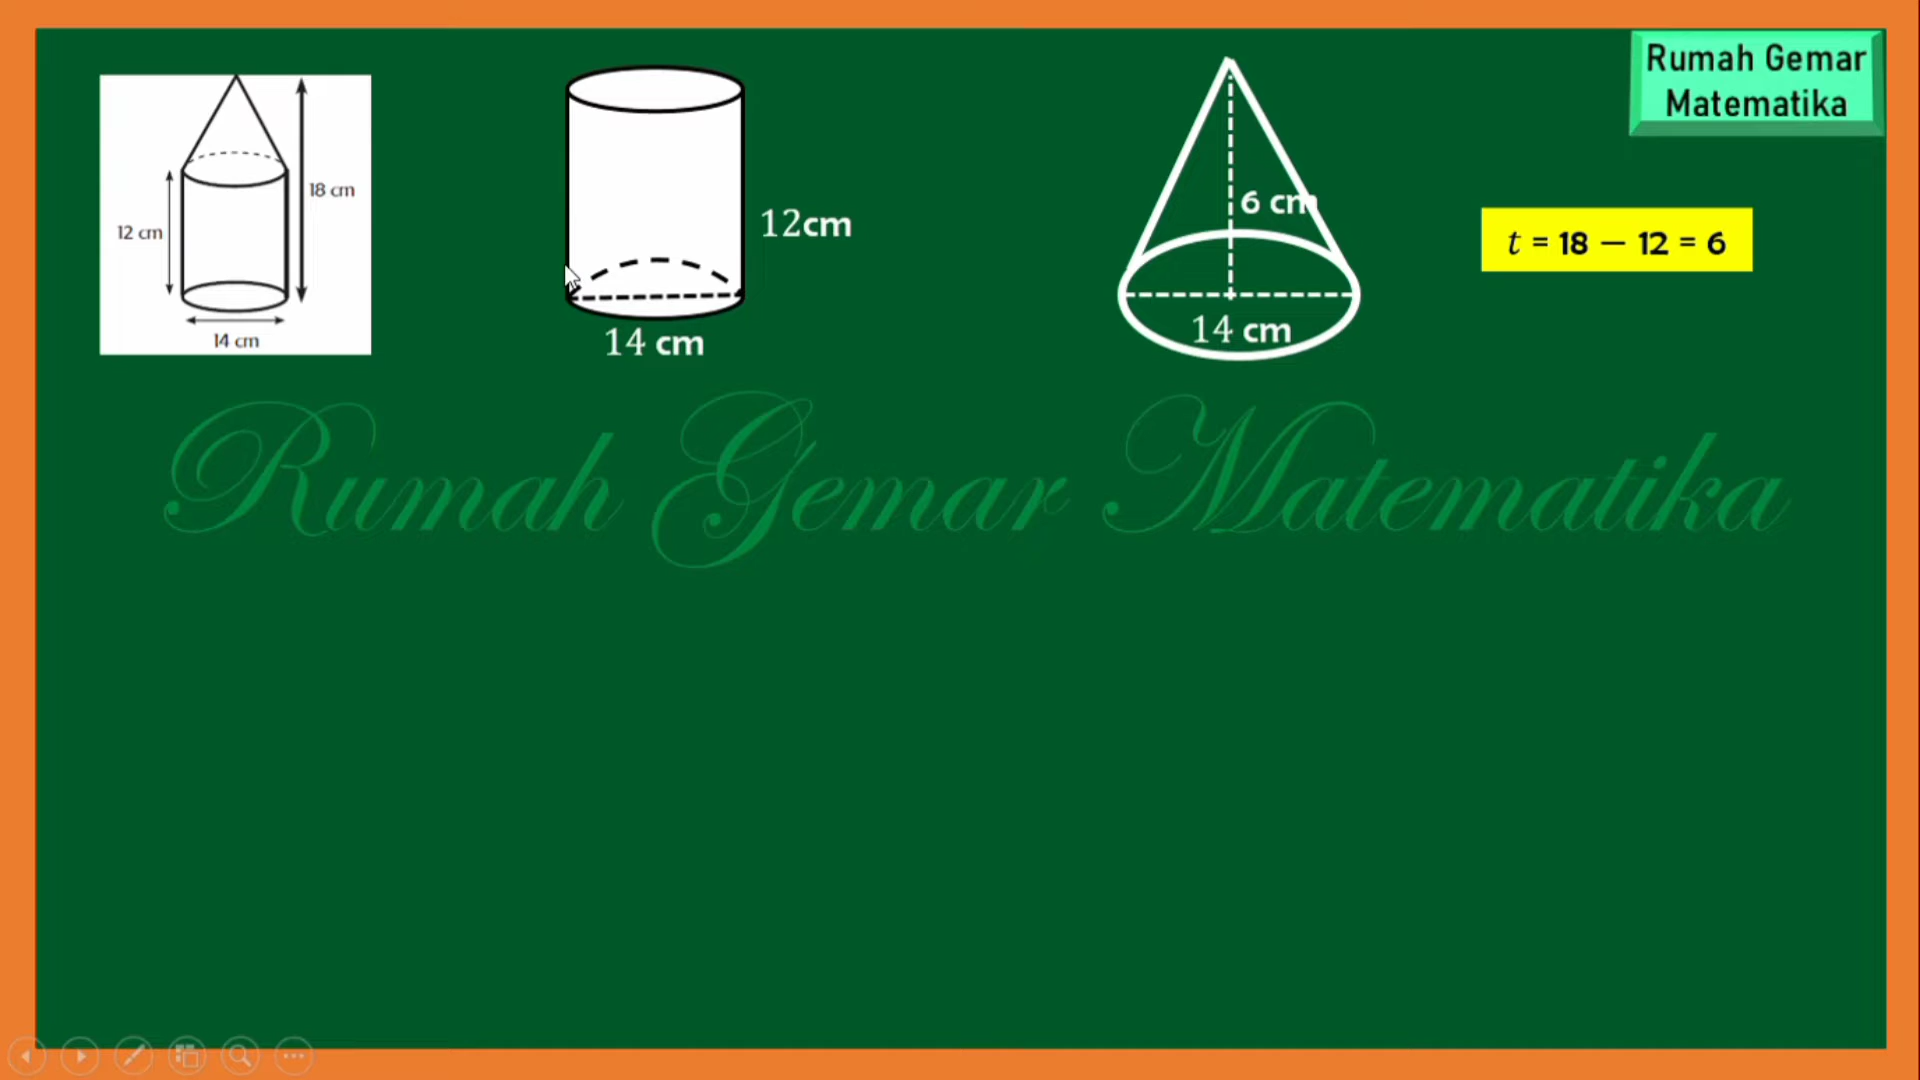 Rumah Gemar
Matematika
18 cm
12 cm
14 cm
12cm
14 cm
6 cm
14 cm
t = 18 – 12 = 6
Rumah Gemar Matematika